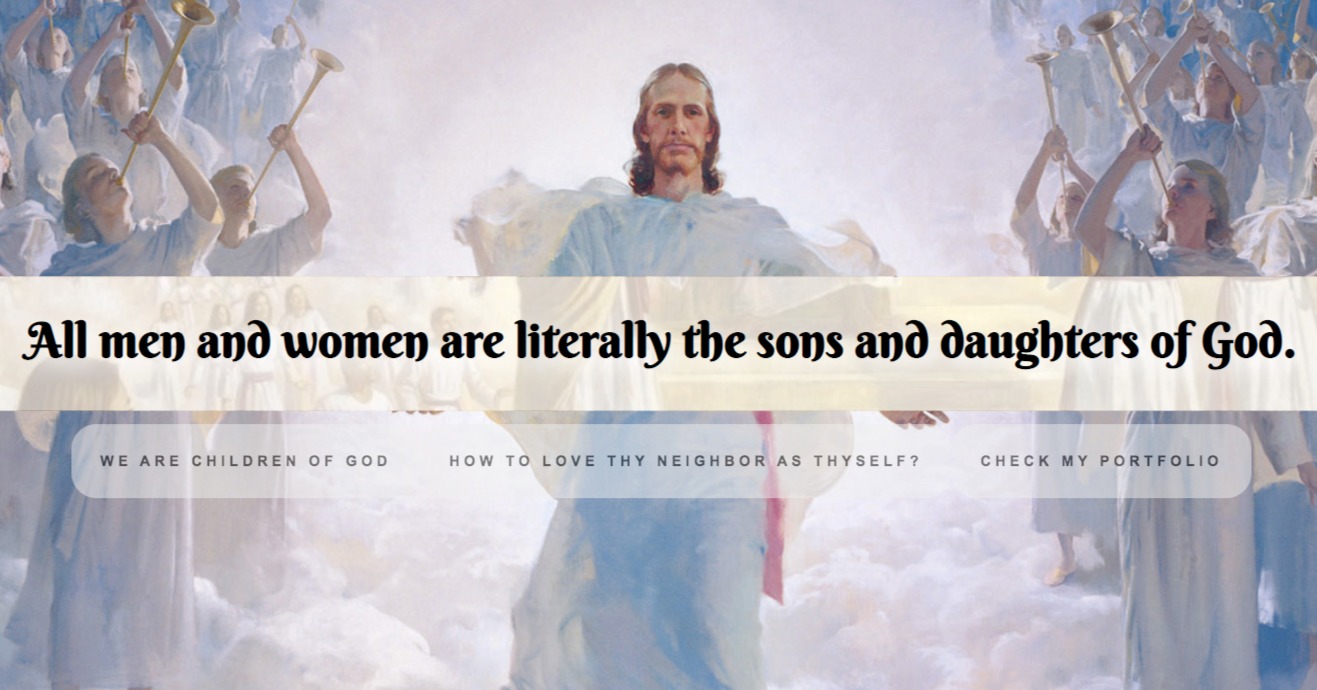 All men and women are literally the sons and daughters of God.
WE ARE CHILDREN OF GOD HOW TO LOVE THY NEIGHBOR AS THYSELF? CHECK MY PORTFOLIO